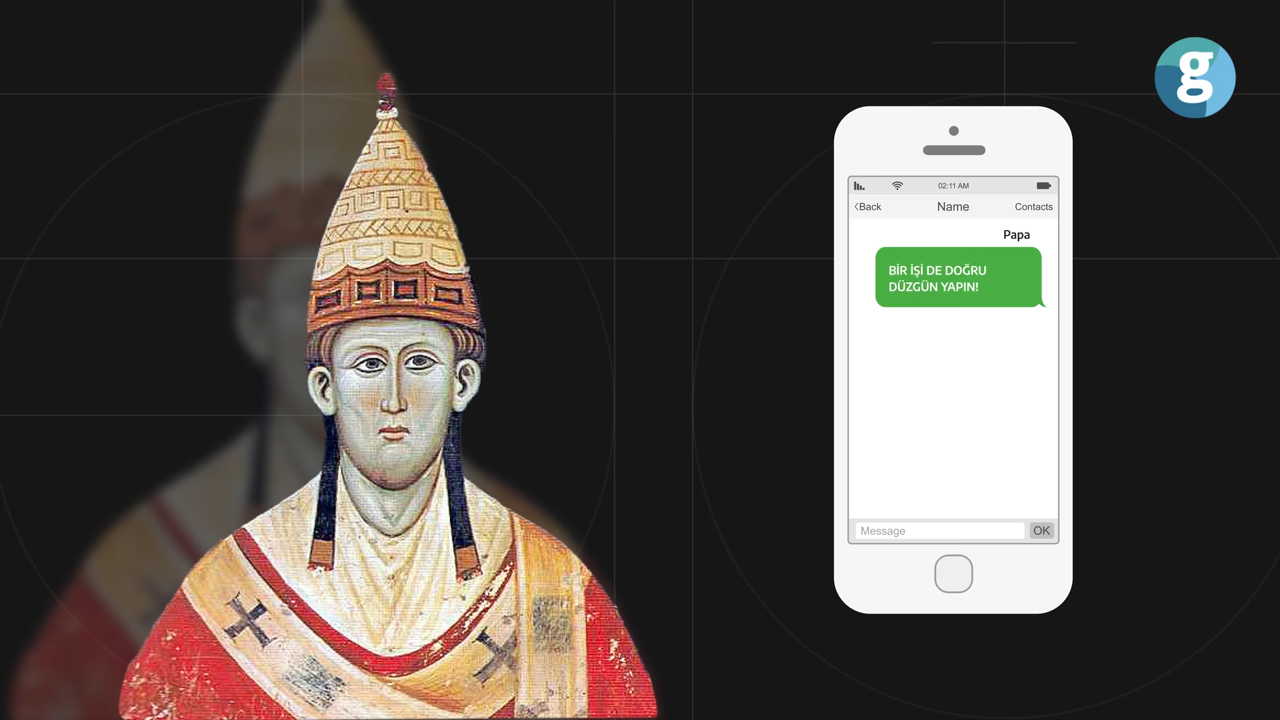 g
02:11 AM
Back Name Contacts
Papa
BİR İŞİ DE DOĞRU
DÜZGÜN YAPIN!
Message OK